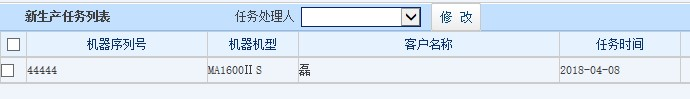 新生产任务列表 任务处理人 修 改
机器序列号 机器机型 客户名称 任务时间
44444 MA1600ⅡS 磊 2018-04-08